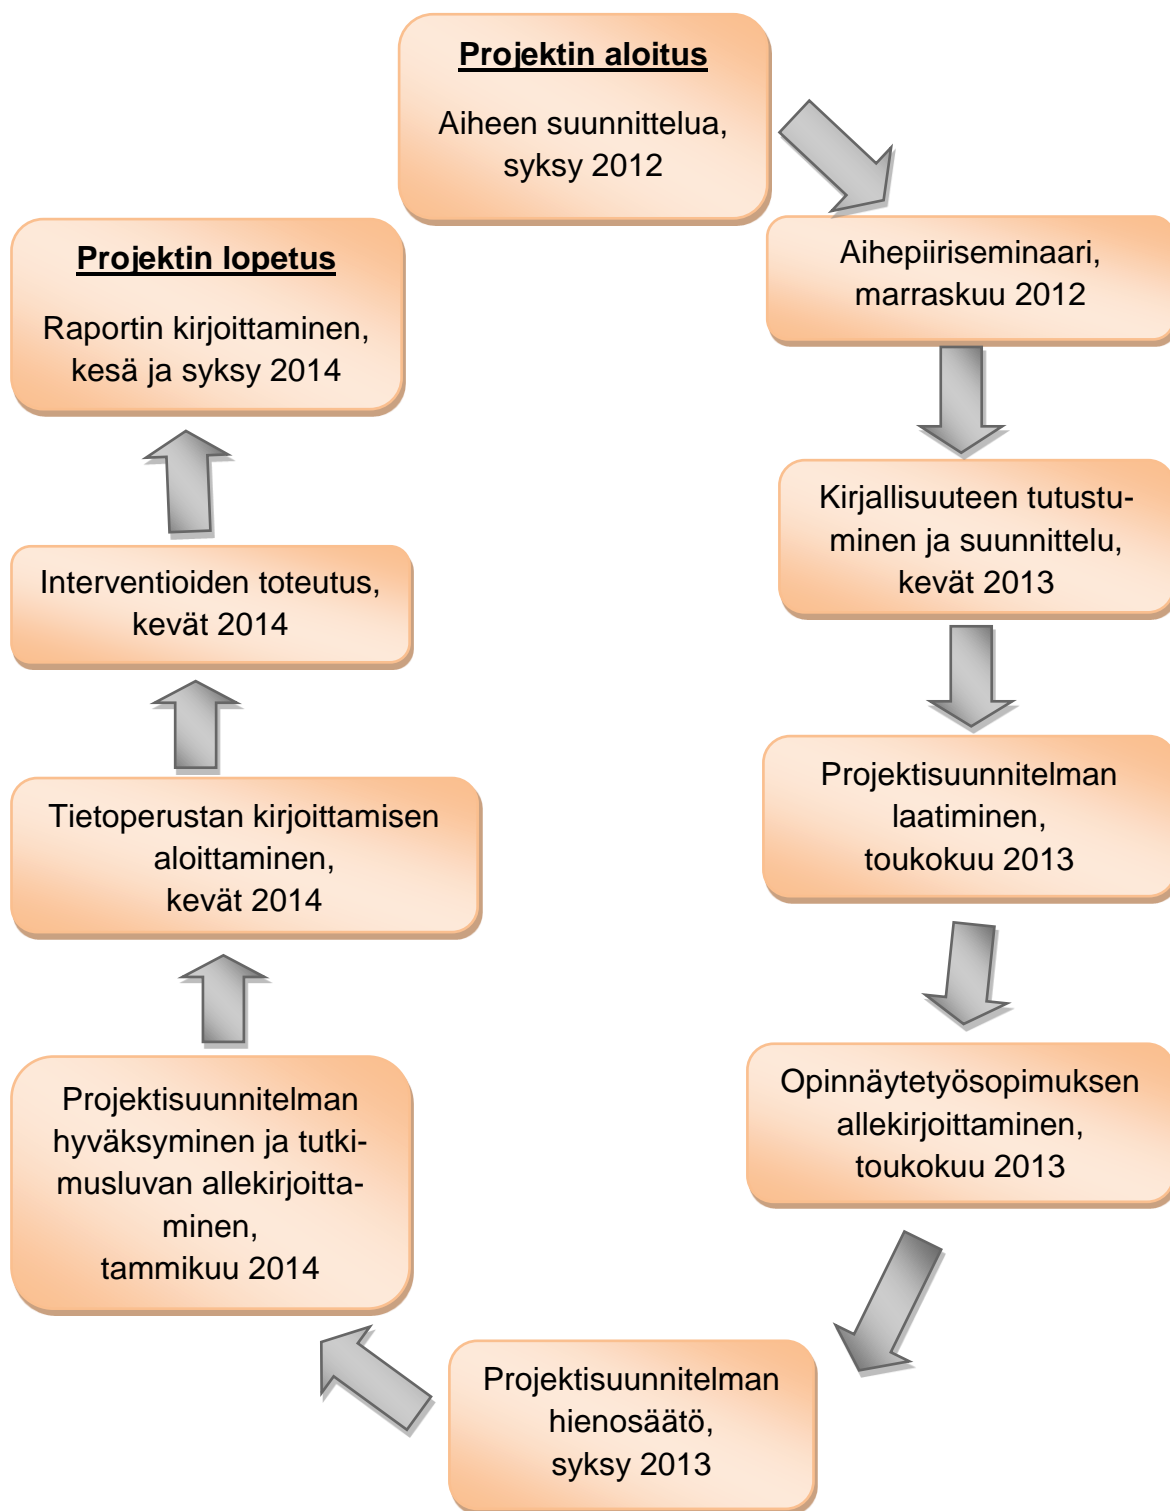 Projektin aloitus
Aiheen suunnittelua,
syksy 2012
Aihepiiriseminaari,
marraskuu 2012
Kirjallisuuteen tutustu-
minen ja suunnittelu,
kevät 2013
Projektisuunnitelman
laatiminen,
toukokuu 2013
Opinnäytetyösopimuksen
allekirjoittaminen,
toukokuu 2013
Projektisuunnitelman
hienosäätö,
syksy 2013
Projektisuunnitelman
hyväksyminen ja tutki-
musluvan allekirjoitta-
minen,
tammikuu 2014
Tietoperustan kirjoittamisen
aloittaminen,
kevät 2014
Interventioiden toteutus,
kevät 2014
Projektin lopetus
Raportin kirjoittaminen,
kesä ja syksy 2014